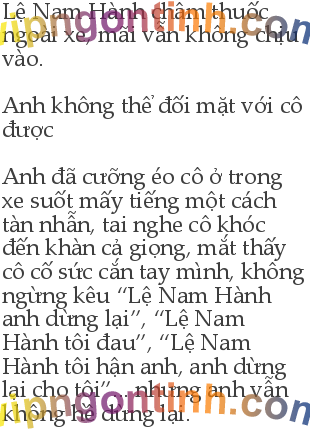 Lệ Nam Hành châm thuốc
ngoài xe, mãi vẫn không chịu
vào.
Anh không thể đối mặt với cô
được
Anh đã cưỡng éo cô ở trong
xe suốt mấy tiếng một cách
tàn nhẫn, tai nghe cô khóc
đến khàn cả giọng, mắt thấy
cô cố sức cắn tay mình, không
ngừng kêu “Lệ Nam Hành
anh dừng lại”, “Lệ Nam
Hành tôi đau”, “Lệ Nam
Hành tôi hận anh, anh dừng
lại cho tôi”... nhưng anh vẫn
không hề dừng lại.
vipngontinh.com
vipngontinh.com